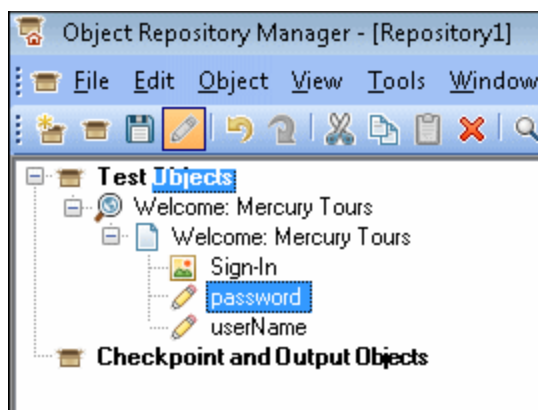 Object Repository Manager - [Repository1]
File Edit Object View Tools Window
Test Objects
Welcome: Mercury Tours
Welcome: Mercury Tours
Sign-In
password
userName
Checkpoint and Output Objects